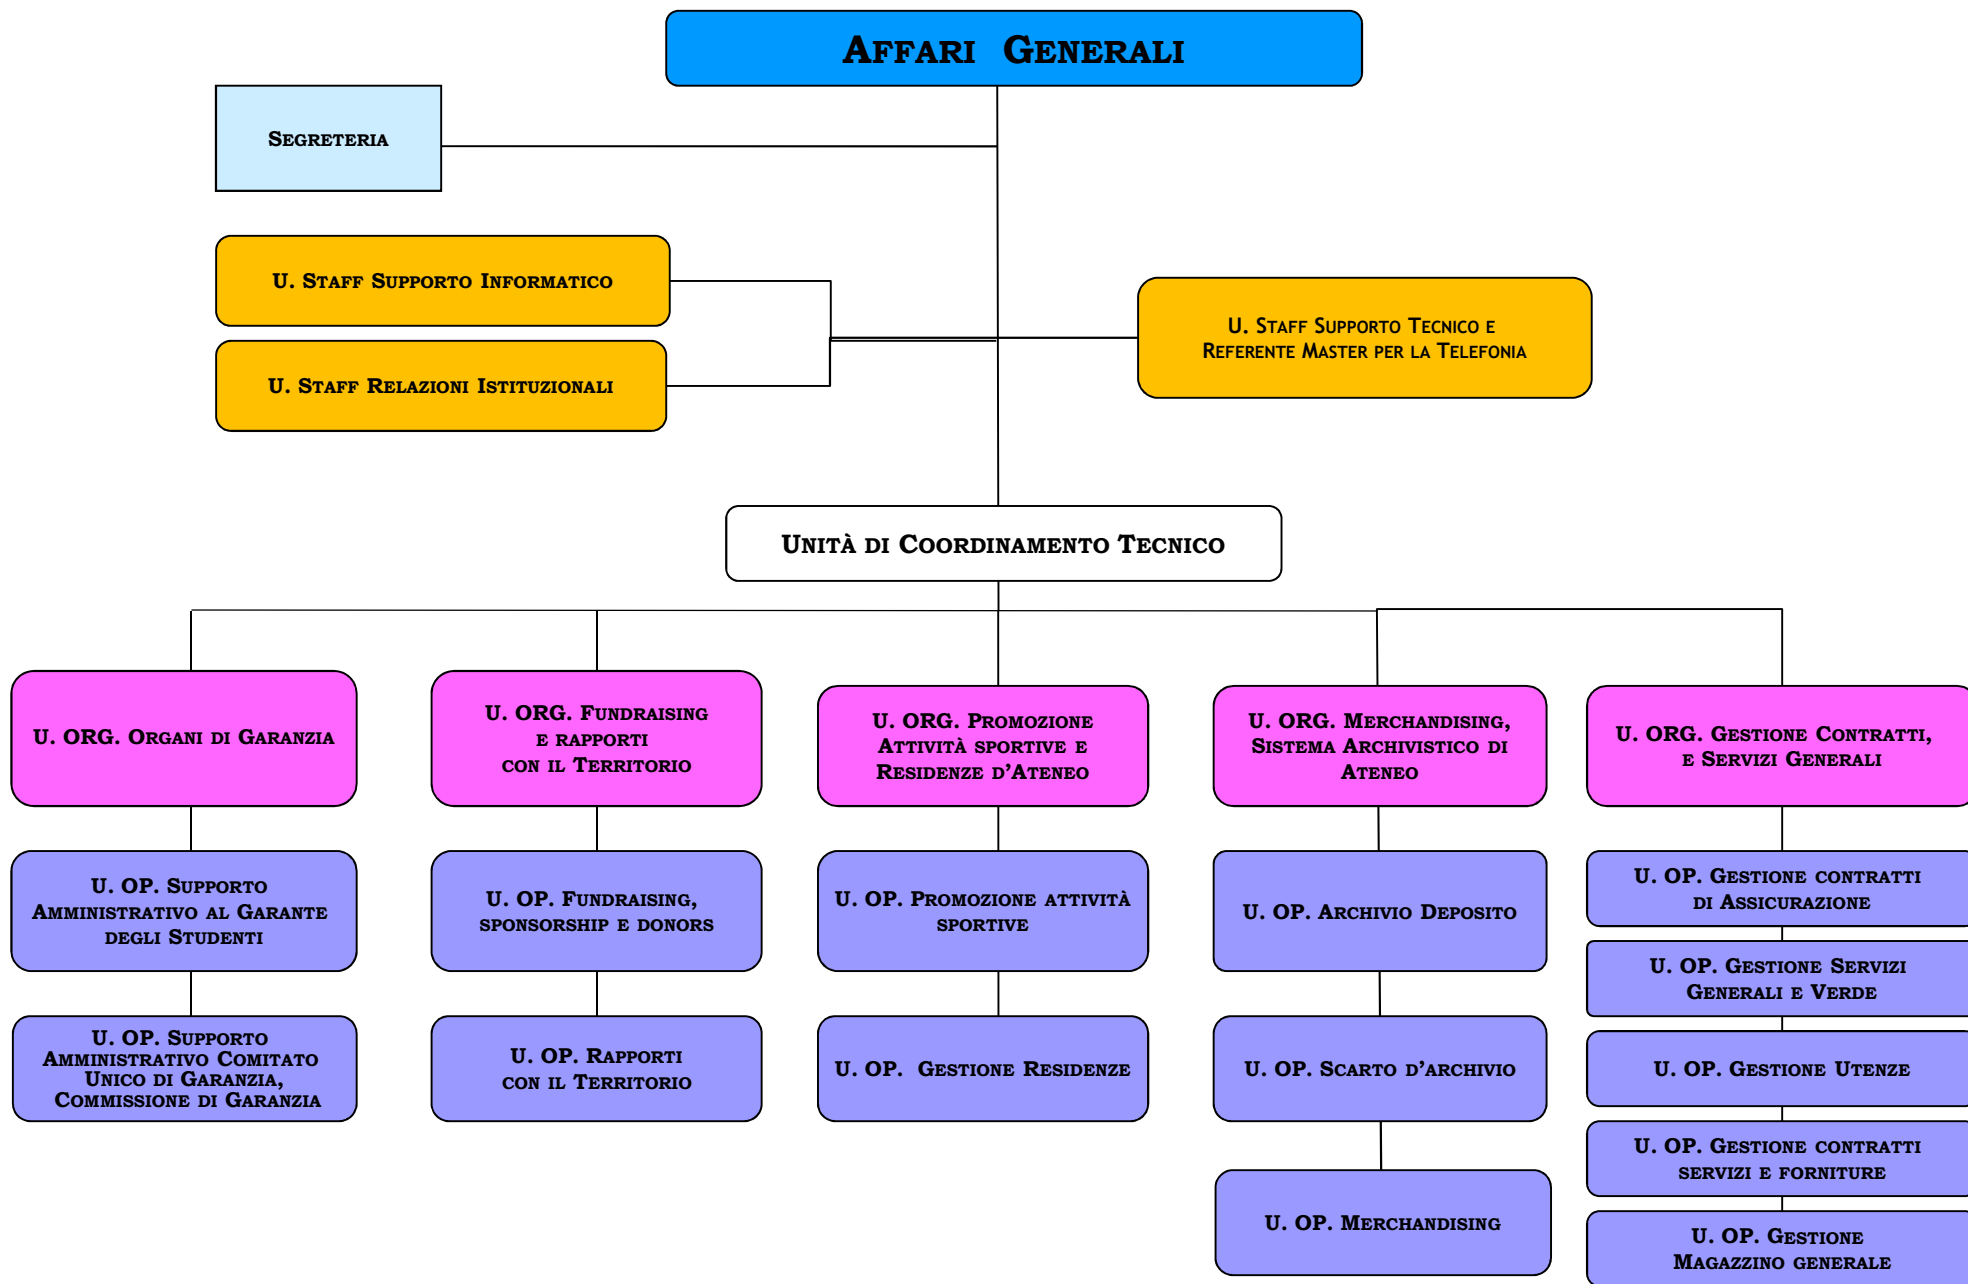 AFFARI GENERALI
SEGRETERIA
U. STAFF SUPPORTO INFORMATICO
U. STAFF RELAZIONI ISTITUZIONALI
U. STAFF SUPPORTO TECNICO E
REFERENTE MASTER PER LA TELEFONIA
UNITÀ DI COORDINAMENTO TECNICO
U. ORG. ORGANI DI GARANZIA
U. OP. SUPPORTO
AMMINISTRATIVO AL GARANTE
DEGLI STUDENTI
U. OP. SUPPORTO
AMMINISTRATIVO COMITATO
UNICO DI GARANZIA,
COMMISSIONE DI GARANZIA
U. ORG. FUNDRAISING
E RAPPORTI
CON IL TERRITORIO
U. OP. FUNDRAISING,
SPONSORSHIP E DONORS
U. OP. RAPPORTI
CON IL TERRITORIO
U. ORG. PROMOZIONE
ATTIVITÀ SPORTIVE E
RESIDENZE D'ATENEO
U. OP. PROMOZIONE ATTIVITÀ
SPORTIVE
U. OP. GESTIONE RESIDENZE
U. ORG. MERCHANDISING,
SISTEMA ARCHIVISTICO DI
ATENEO
U. OP. ARCHIVIO DEPOSITO
U. OP. SCARTO D'ARCHIVIO
U. OP. MERCHANDISING
U. ORG. GESTIONE CONTRATTI,
E SERVIZI GENERALI
U. OP. GESTIONE CONTRATTI
DI ASSICURAZIONE
U. OP. GESTIONE SERVIZI
GENERALI E VERDE
U. OP. GESTIONE UTENZE
U. OP. GESTIONE CONTRATTI
SERVIZI E FORNITURE
U. OP. GESTIONE
MAGAZZINO GENERALE